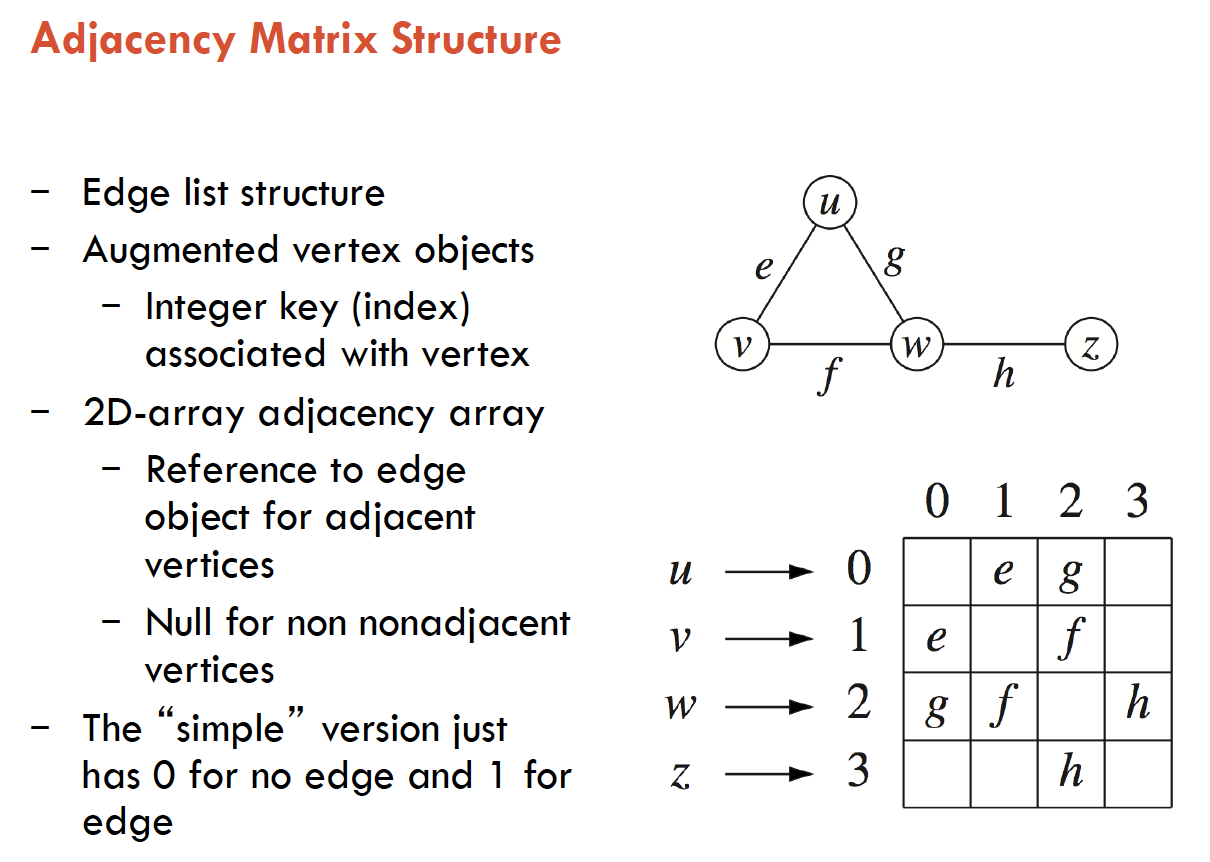 Adjacency Matrix Structure
– Edge list structure
– Augmented vertex objects
– Integer key (index)
associated with vertex
– 2D-array adjacency array
– Reference to edge
object for adjacent
vertices
– Null for non nonadjacent
vertices
– The “simple” version just
has 0 for no edge and 1 for
edge
u
e g
v w z
f h
0 1 2 3
u 0 e g
v 1 e f
w 2 g f h
z 3 h